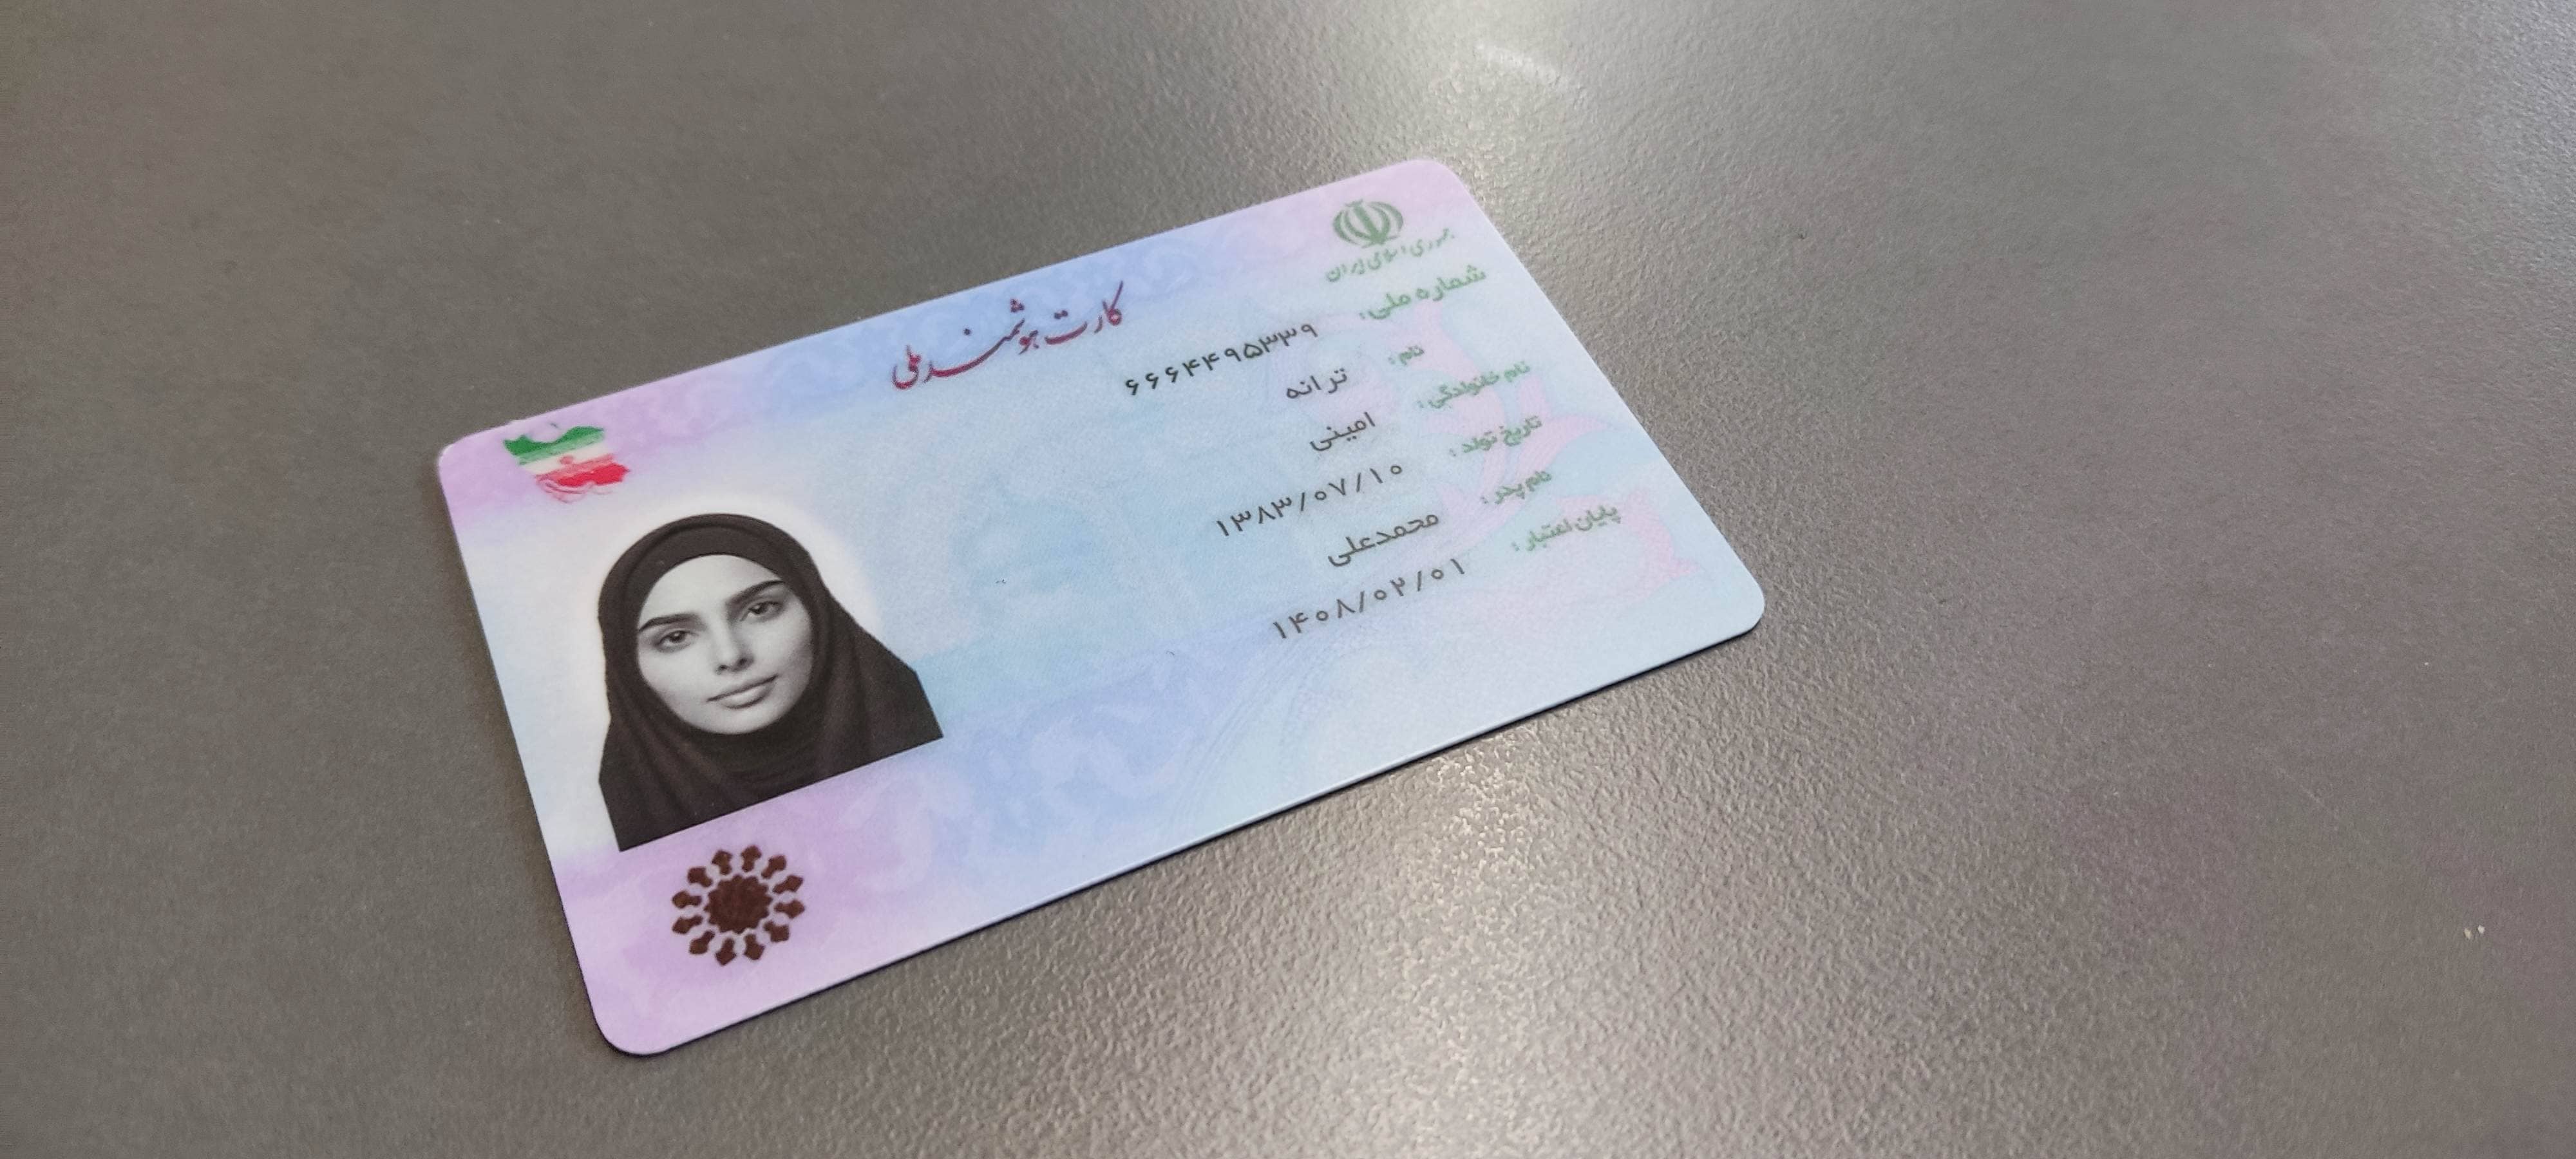 جمهوری اسلامی ایران
کارت هوشمند ملی
شماره ملی: ۶۶۶۴۴۹۵۳۳۹
نام: ترانه
نام خانوادگی: امینی
تاریخ تولد: ۱۳۸۳/۰۷/۱۰
نام پدر: محمدعلی
پایان اعتبار: ۱۴۰۸/۰۲/۰۱